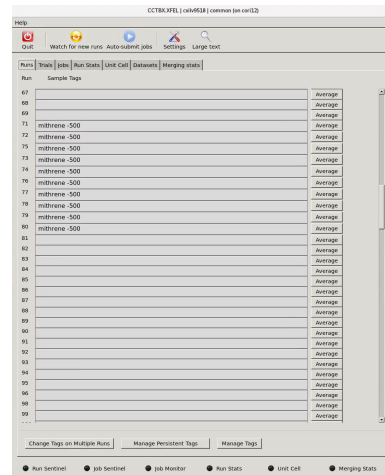 CCTBX.XFEL | cxilv9518 | common (on cori12)
Help
Quit Watch for new runs Auto-submit jobs Settings Large text
Runs Trials Jobs Run Stats Unit Cell Datasets Merging stats
Run Sample Tags
67 Average
68 Average
69 Average
71 mithrene -500 Average
72 mithrene -500 Average
75 mithrene -500 Average
73 mithrene -500 Average
74 mithrene -500 Average
76 mithrene -500 Average
77 mithrene -500 Average
78 mithrene -500 Average
79 mithrene -500 Average
80 mithrene -500 Average
81 Average
82 Average
83 Average
84 Average
85 Average
86 Average
87 Average
88 Average
89 Average
90 Average
91 Average
92 Average
93 Average
94 Average
95 Average
96 Average
98 Average
99 Average
Change Tags on Multiple Runs Manage Persistent Tags Manage Tags
Run Sentinel Job Sentinel Job Monitor Run Stats Unit Cell Merging Stats